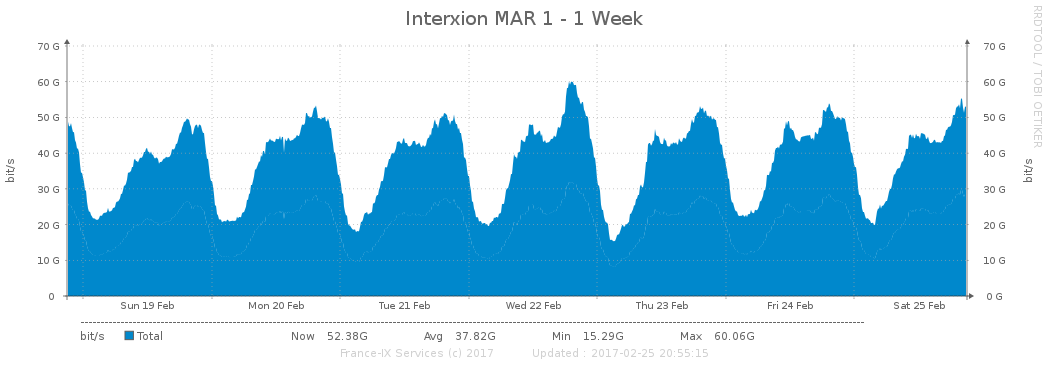 Interxion MAR 1 - 1 Week
RRDTOOL / TOBI OETIKER
70 G 70 G
60 G 60 G
50 G 50 G
40 G 40 G
30 G 30 G
20 G 20 G
10 G 10 G
0 0 G
bit/s bit/s
Sun 19 Feb Mon 20 Feb Tue 21 Feb Wed 22 Feb Thu 23 Feb Fri 24 Feb Sat 25 Feb
bit/s Total Now 52.38G Avg 37.82G Min 15.29G Max 60.06G
France-IX Services (c) 2017 Updated : 2017-02-25 20:55:15